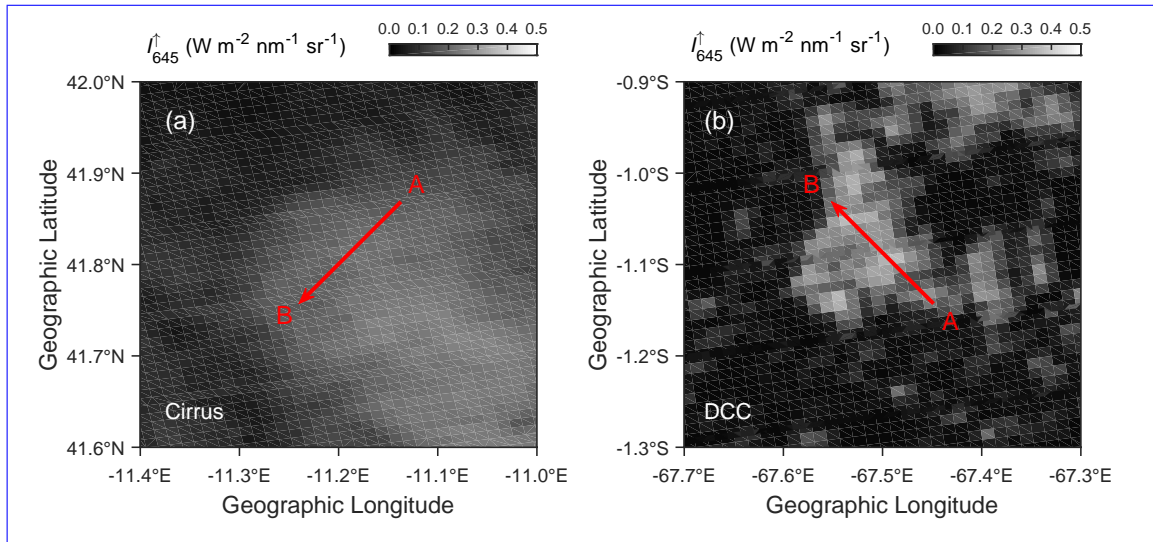 I↑645 (W m-2 nm-1 sr-1)
0.0 0.1 0.2 0.3 0.4 0.5
(a)
A
B
Cirrus
42.0°N
41.9°N
41.8°N
41.7°N
41.6°N
Geographic Latitude
-11.4°E -11.3°E -11.2°E -11.1°E -11.0°E
Geographic Longitude
I↑645 (W m-2 nm-1 sr-1)
0.0 0.1 0.2 0.3 0.4 0.5
(b)
B
A
DCC
-0.9°S
-1.0°S
-1.1°S
-1.2°S
-1.3°S
Geographic Latitude
-67.7°E -67.6°E -67.5°E -67.4°E -67.3°E
Geographic Longitude